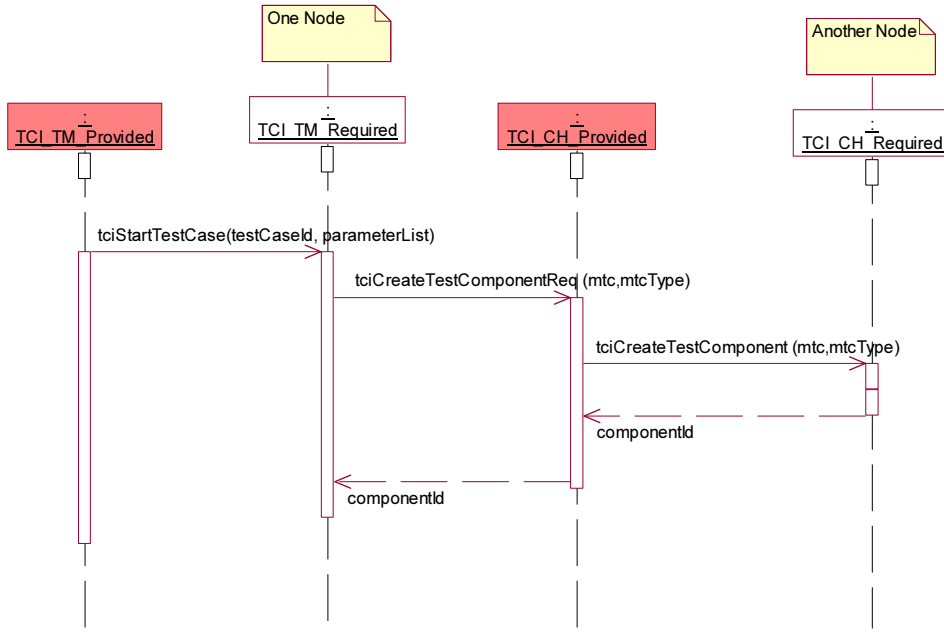 One Node
Another Node
:
TCI_TM_Provided
:
TCI_TM_Required
:
TCI_CH_Provided
:
TCI_CH_Required
tciStartTestCase(testCaseId, parameterList)
tciCreateTestComponentReq (mtc,mtcType)
tciCreateTestComponent (mtc,mtcType)
componentId
componentId